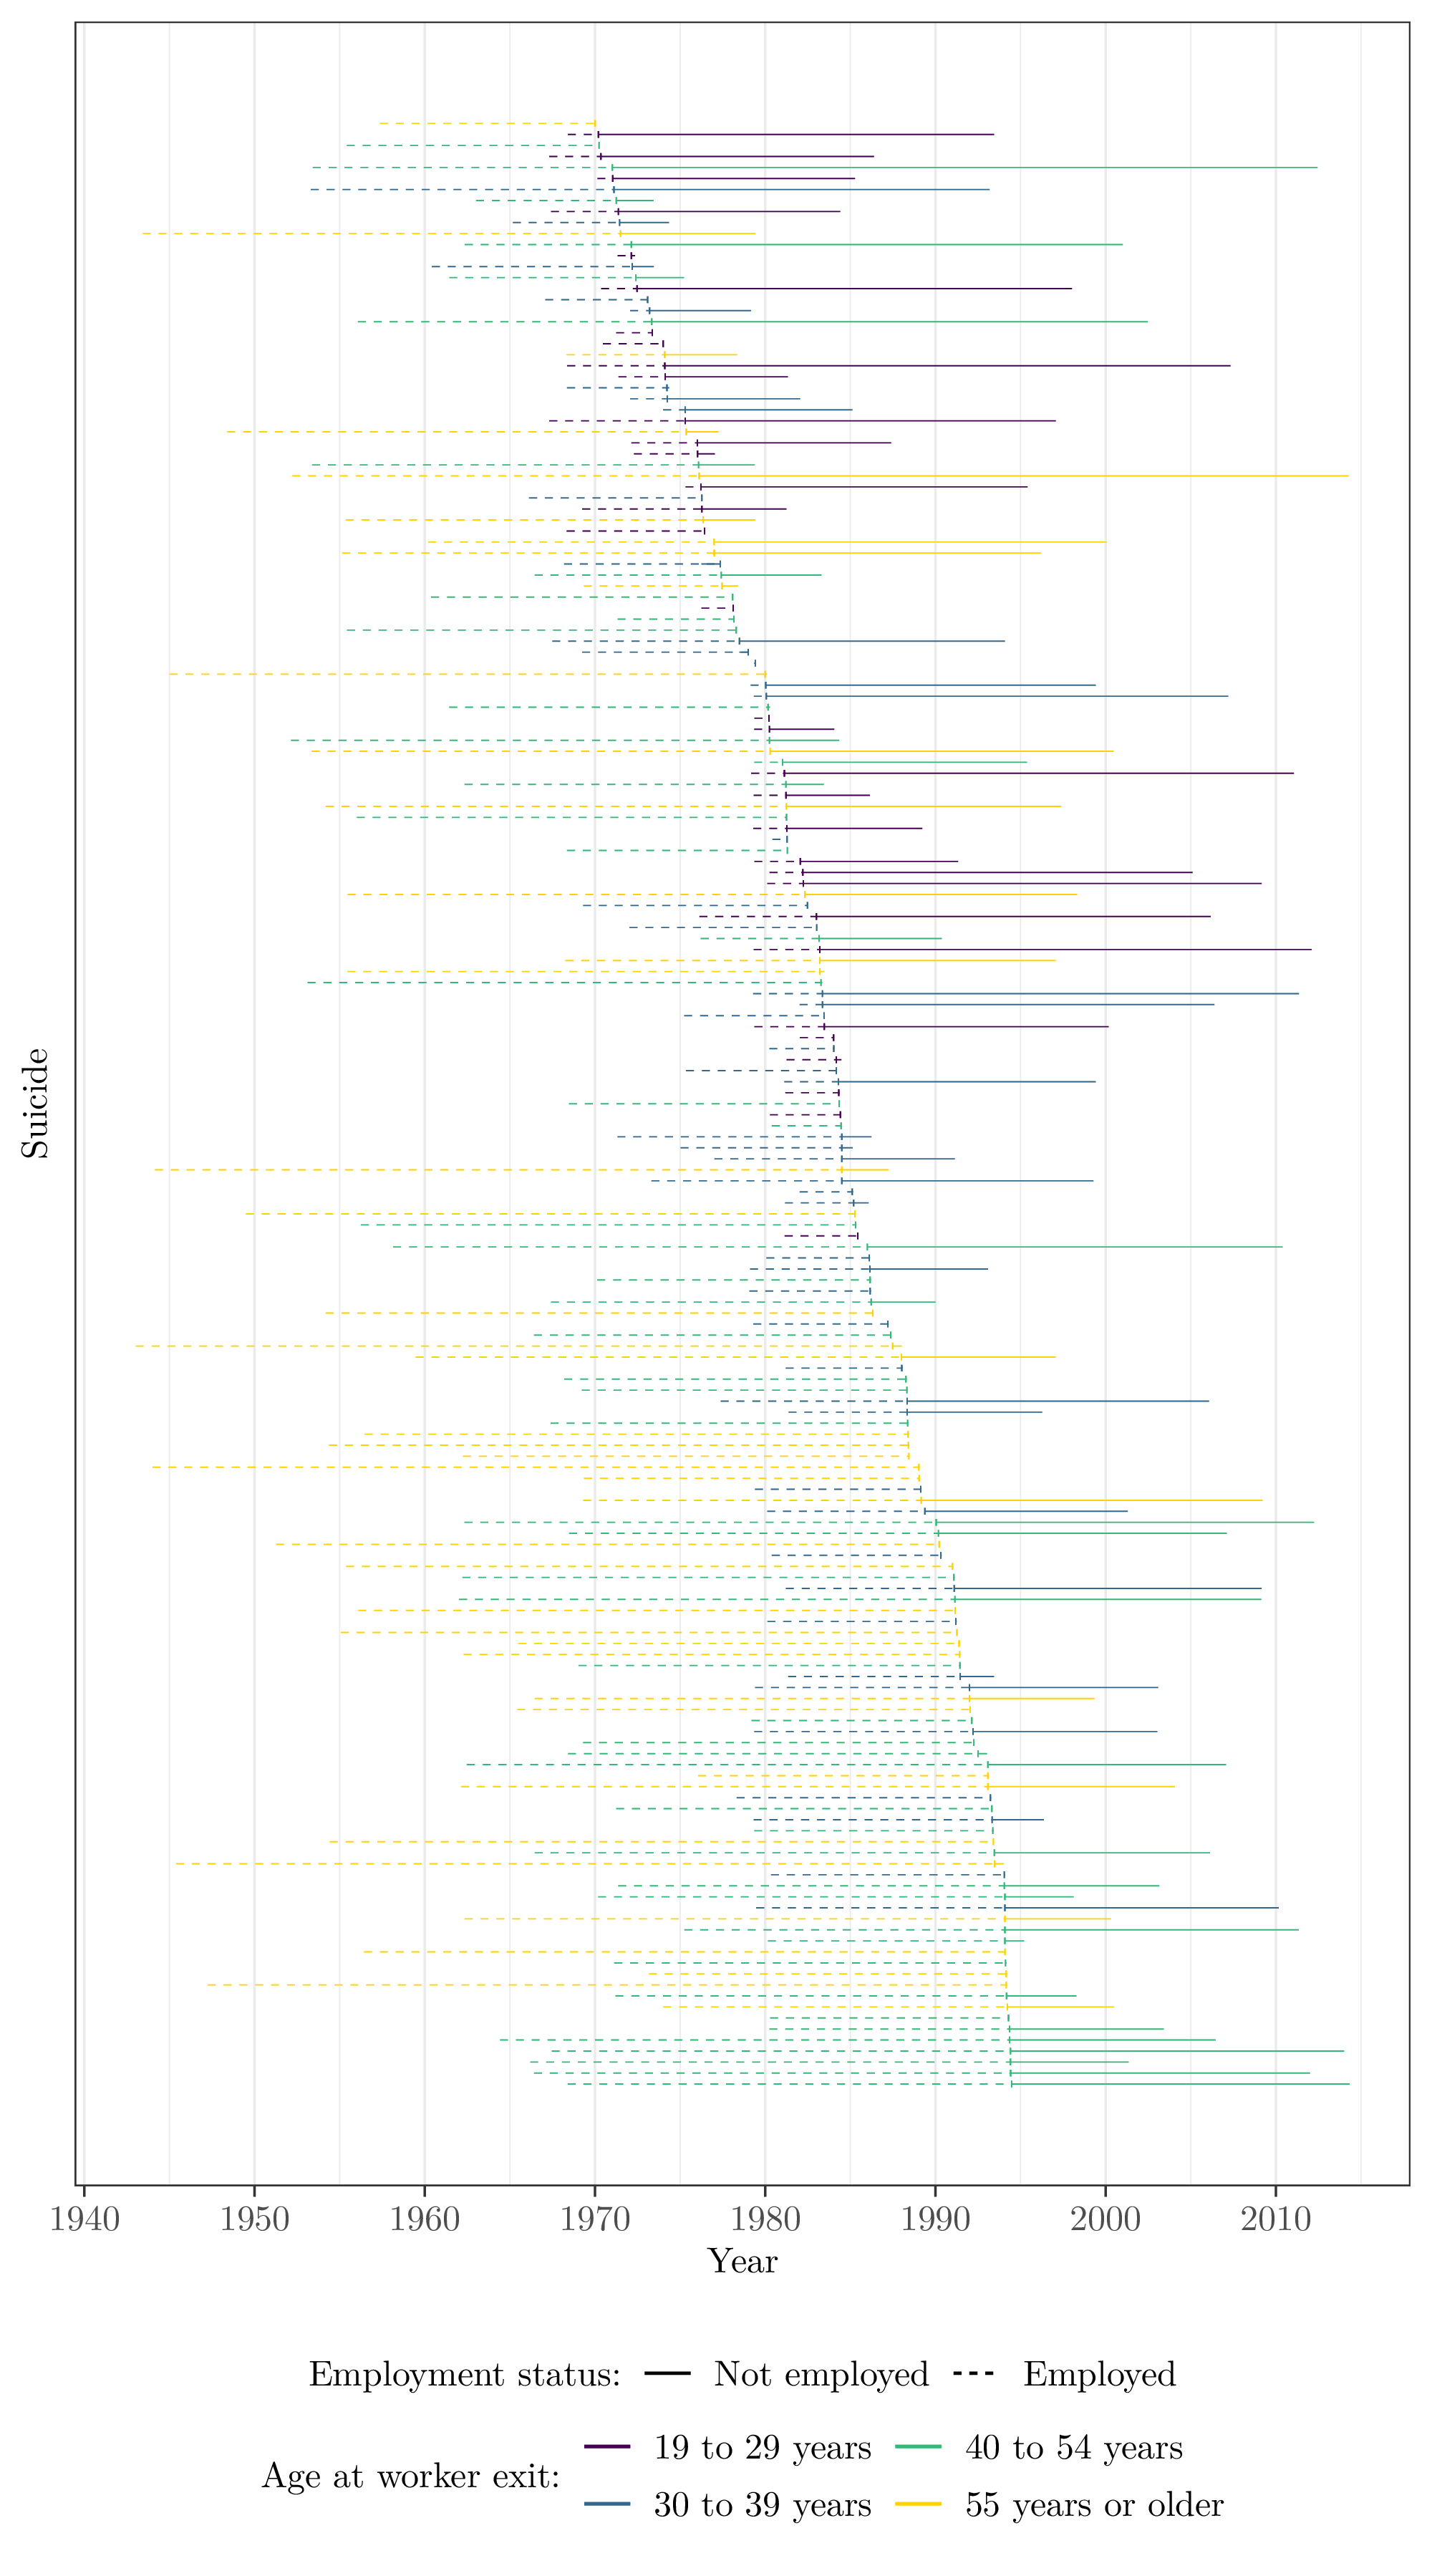 Suicide
1940 1950 1960 1970 1980 1990 2000 2010
Year
Employment status: Not employed Employed
Age at worker exit:
19 to 29 years 40 to 54 years
30 to 39 years 55 years or older